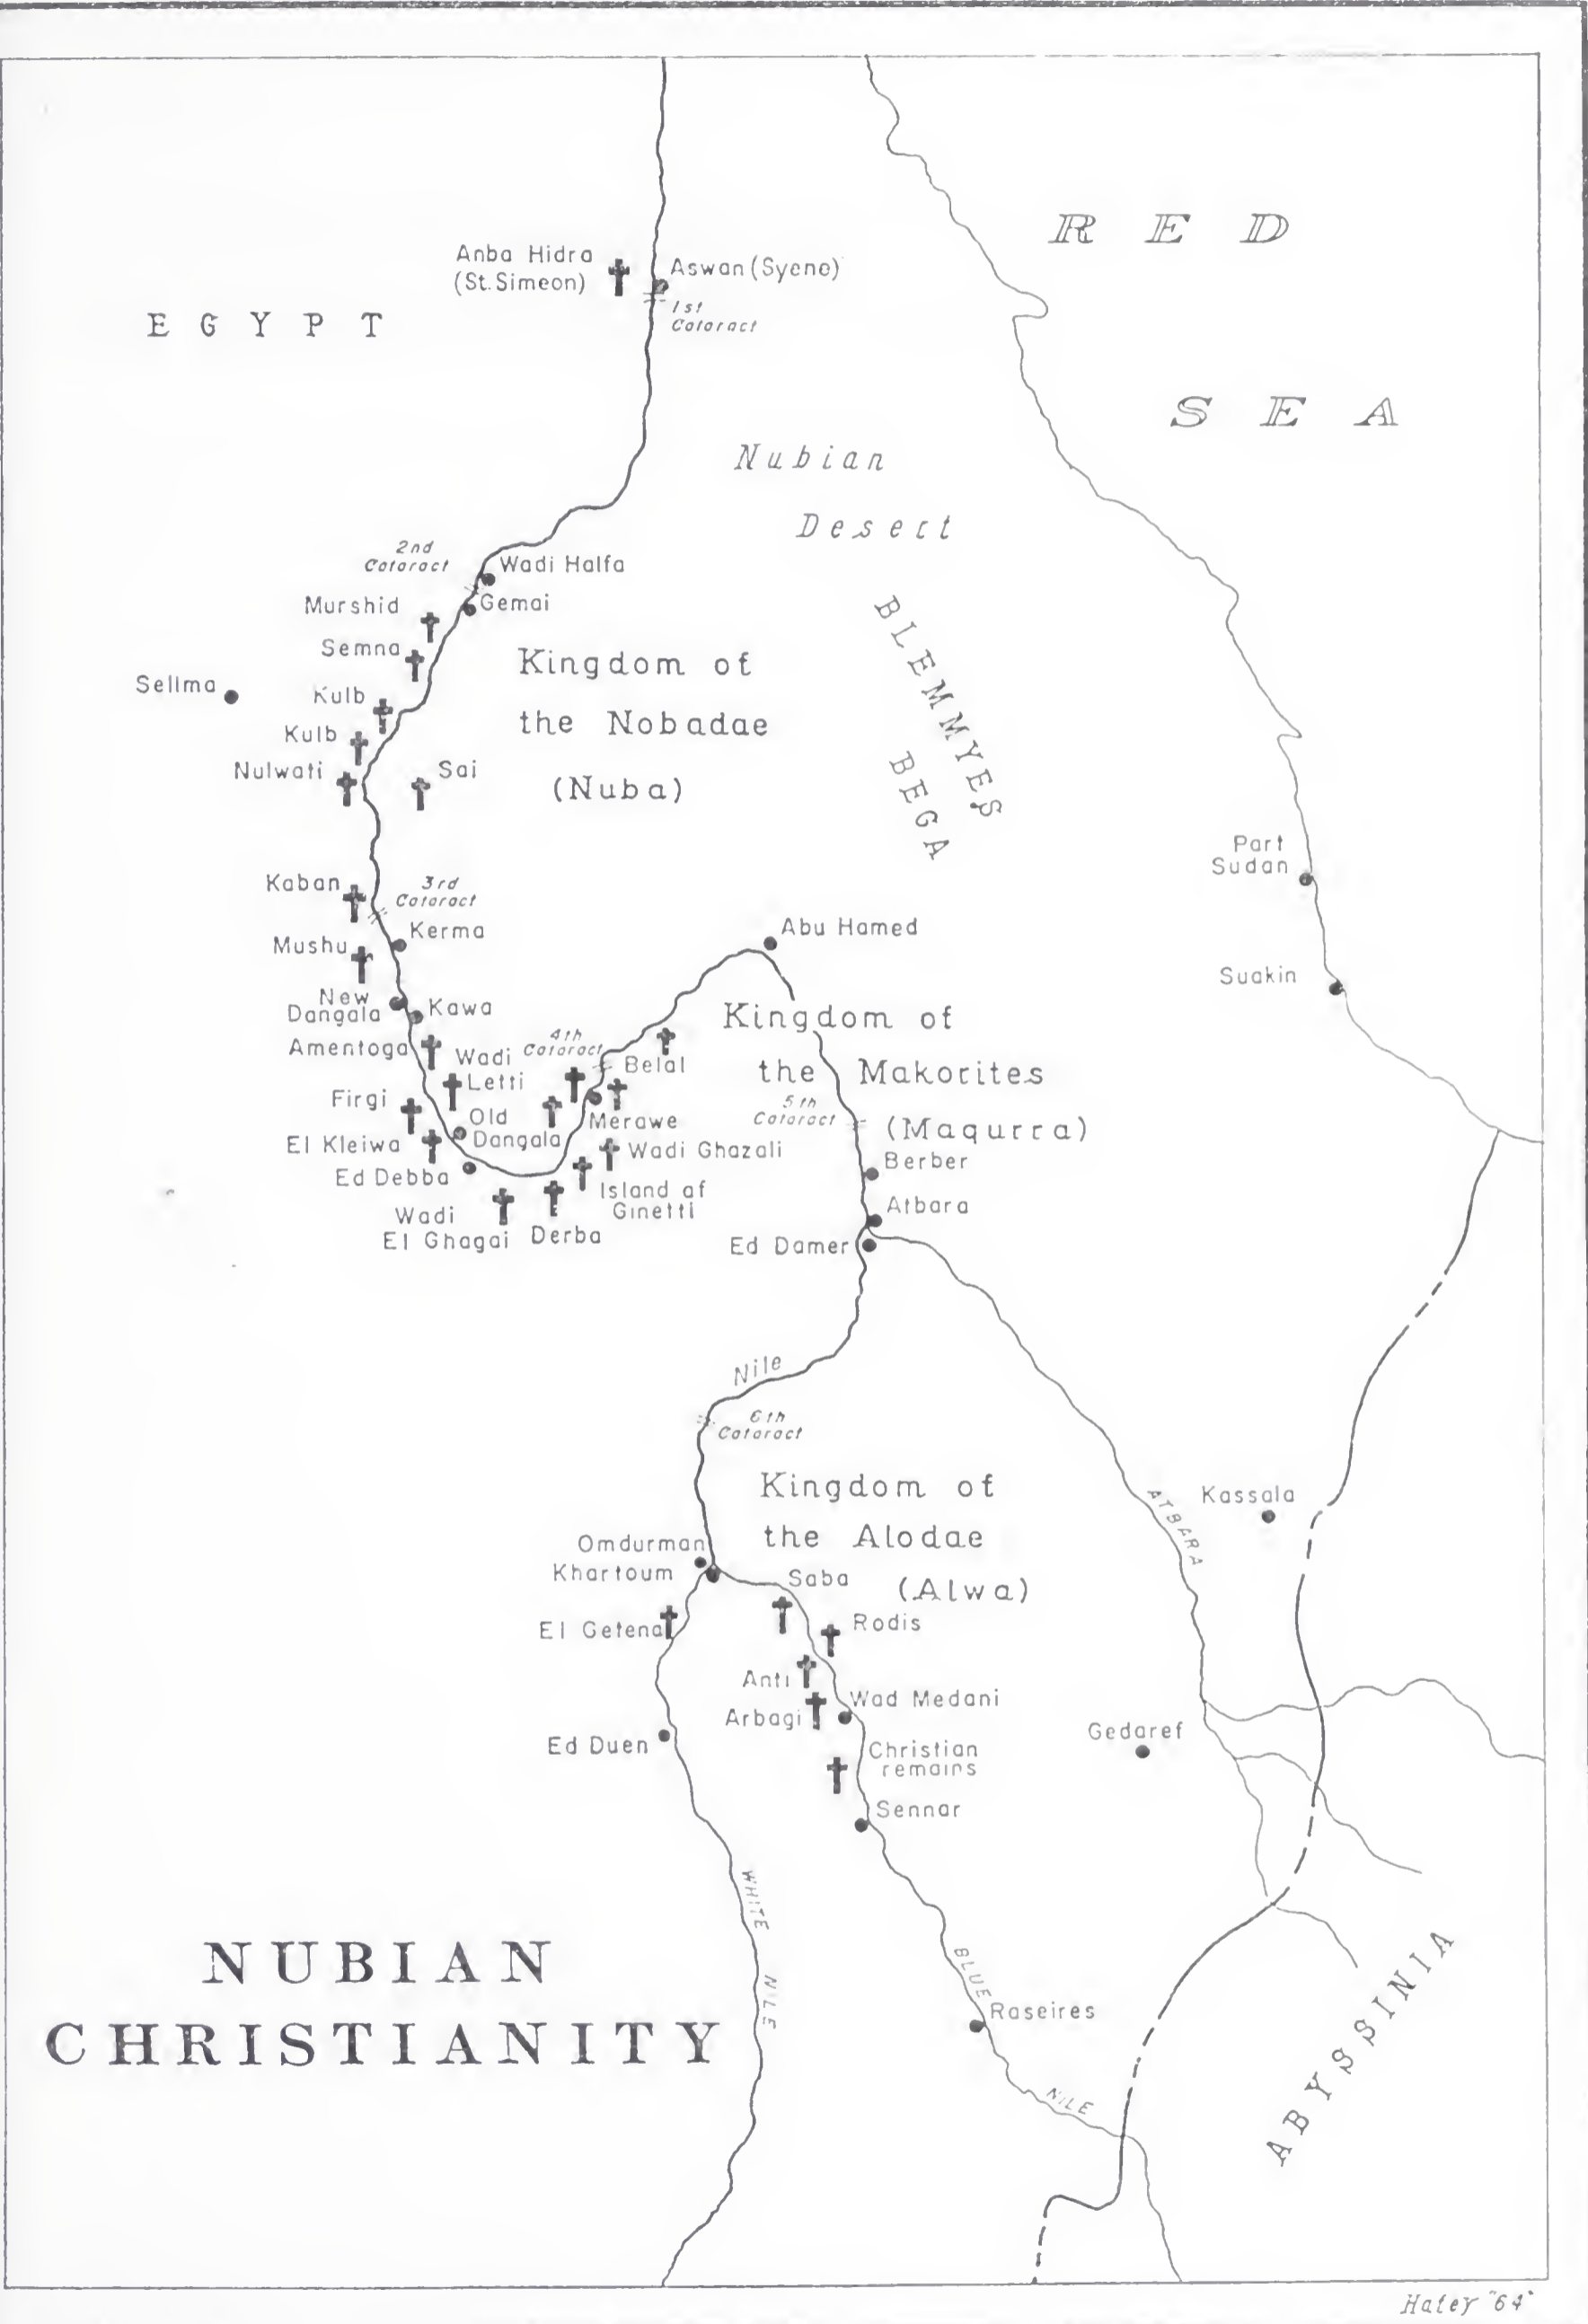 RED
SEA
Anba Hidra
(St. Simeon)
Aswan (Syene)
1st
Cataract
EGYPT
Nubian
Desert
2nd
Cataract
Wadi Halfa
Gemai
Murshid
Semna
Selima
Kulb
Kulb
Nulwati
Sai
Kingdom of
the Nobadae
(Nuba)
BLEMMYES
BEGA
Port
Sudan
Suakin
Kaban
3rd
Cataract
Kerma
Mushu
New
Dangala
Kawa
Amentoga
Wadi
Letti
4th
Cataract
Belal
Abu Hamed
Kingdom of
the Makorites
(Maqurra)
5th
Cataract
Firgi
Old
Dangala
Merawe
El Kleiwa
Wadi Ghazali
Ed Debba
Island of
Ginetti
Wadi
El Ghagai
Derba
Berber
Atbara
Ed Damer
Nile
6th
Cataract
Kingdom of
the Alodae
(Alwa)
ATBARA
Kassala
Omdurman
Khartoum
Saba
El Getena
Rodis
Anti
Arbagi
Wad Medani
Ed Duen
Christian
remains
Gedaref
Sennar
WHITE
NILE
BLUE
NILE
Raseires
ABYSSINIA
NUBIAN
CHRISTIANITY
Hatey "64"